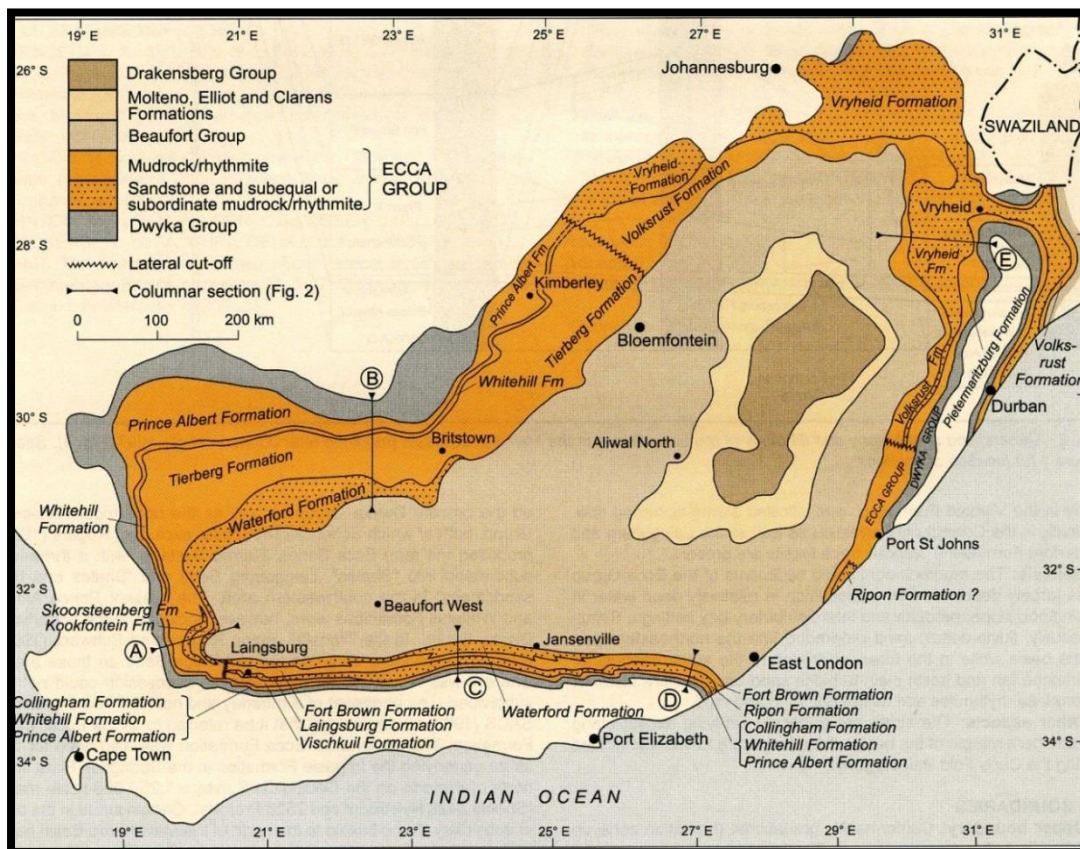 19° E
21° E
23° E
25° E
27° E
29° E
31° E
26° S
28° S
30° S
32° S
34° S
Drakensberg Group
Molteno, Elliot and Clarens
Formations
Beaufort Group
Mudrock/rhythmite
Sandstone and subequal or
subordinate mudrock/rhythmite
ECCA
GROUP
Dwyka Group
Lateral cut-off
Columnar section (Fig. 2)
0 100 200 km
Johannesburg
Vryheid Formation
SWAZILAND
Vryheid
Formation
Volksrust Formation
Vryheid
Vryheid
Fm
E
Prince Albert Fm
Kimberley
Tierberg Formation
Whitehill Fm
Bloemfontein
Volksrust Fm
DWYKA GROUP
Pietermaritzburg Formation
Volks-
rust
Formation
Durban
B
Prince Albert Formation
Britstown
Aliwal North
Tierberg Formation
Waterford Formation
ECCA GROUP
Port St Johns
Whitehill
Formation
32° S
Ripon Formation ?
Skoorsteenberg Fm
Kookfontein Fm
Beaufort West
A
Laingsburg
Jansenville
East London
C
D
Collingham Formation
Whitehill Formation
Prince Albert Formation
Fort Brown Formation
Laingsburg Formation
Vischkuil Formation
Waterford Formation
Fort Brown Formation
Ripon Formation
Collingham Formation
Whitehill Formation
Prince Albert Formation
Port Elizabeth
Cape Town
34° S
INDIAN OCEAN
19° E
21° E
23° E
25° E
27° E
29° E
31° E